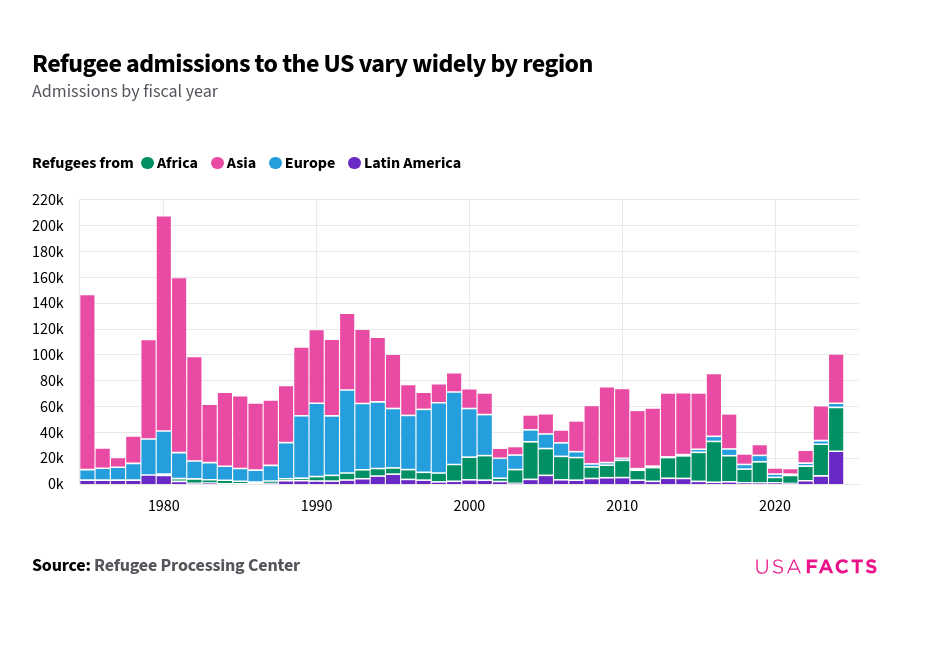 Refugee admissions to the US vary widely by region
Admissions by fiscal year
Refugees from Africa Asia Europe Latin America
220k
200k
180k
160k
140k
120k
100k
80k
60k
40k
20k
0k
1980 1990 2000 2010 2020
Source: Refugee Processing Center
USAFACTS